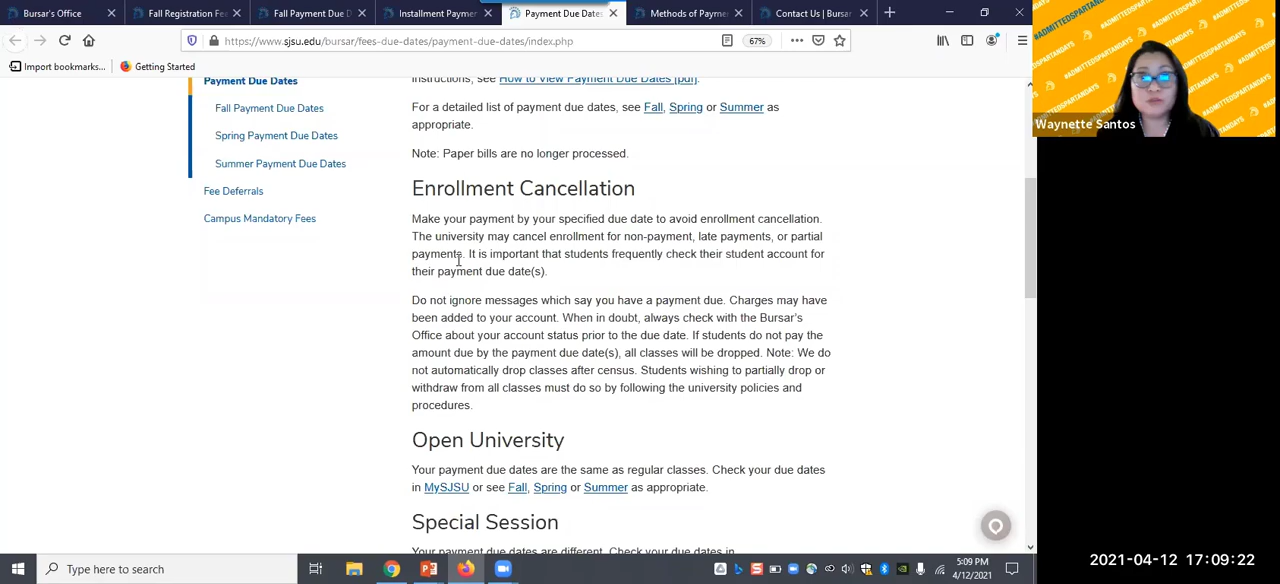 Bursar's Office
Fall Registration Fe
Fall Payment Due D
Installment Paymen
Payment Due Dates
Methods of Payme
Contact Us | Bursar
https://www.sjsu.edu/bursar/fees-due-dates/payment-due-dates/index.php
67%
Import bookmarks...
Getting Started
#ADMITTEDSPARTANDAYS
Waynette Santos
Payment Due Dates
Fall Payment Due Dates
Spring Payment Due Dates
Summer Payment Due Dates
Fee Deferrals
Campus Mandatory Fees
instructions, see How to View Payment Due Dates [pdf].
For a detailed list of payment due dates, see Fall, Spring or Summer as
appropriate.
Note: Paper bills are no longer processed.
Enrollment Cancellation
Make your payment by your specified due date to avoid enrollment cancellation.
The university may cancel enrollment for non-payment, late payments, or partial
payments. It is important that students frequently check their student account for
their payment due date(s).
Do not ignore messages which say you have a payment due. Charges may have
been added to your account. When in doubt, always check with the Bursar's
Office about your account status prior to the due date. If students do not pay the
amount due by the payment due date(s), all classes will be dropped. Note: We do
not automatically drop classes after census. Students wishing to partially drop or
withdraw from all classes must do so by following the university policies and
procedures.
Open University
Your payment due dates are the same as regular classes. Check your due dates
in MySJSU or see Fall, Spring or Summer as appropriate.
Special Session
Your payment due dates are different. Check your due dates in
Type here to search
5:09 PM
4/12/2021
2021-04-12 17:09:22